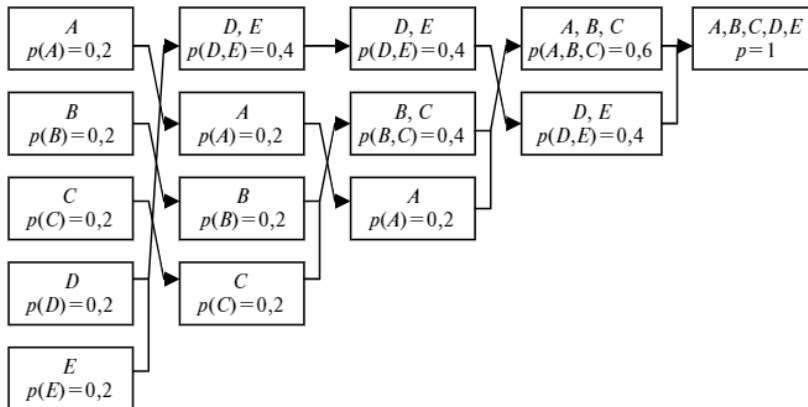 A
p(A)=0,2
B
p(B)=0,2
C
p(C)=0,2
D
p(D)=0,2
E
p(E)=0,2
D, E
p(D,E)=0,4
A
p(A)=0,2
B
p(B)=0,2
C
p(C)=0,2
D, E
p(D,E)=0,4
B, C
p(B,C)=0,4
A
p(A)=0,2
A, B, C
p(A,B,C)=0,6
D, E
p(D,E)=0,4
A,B,C,D,E
p=1